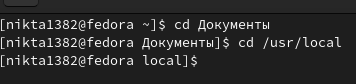 [nikta1382@fedora ~]$ cd Документы
[nikta1382@fedora Документы]$ cd /usr/local
[nikta1382@fedora local]$